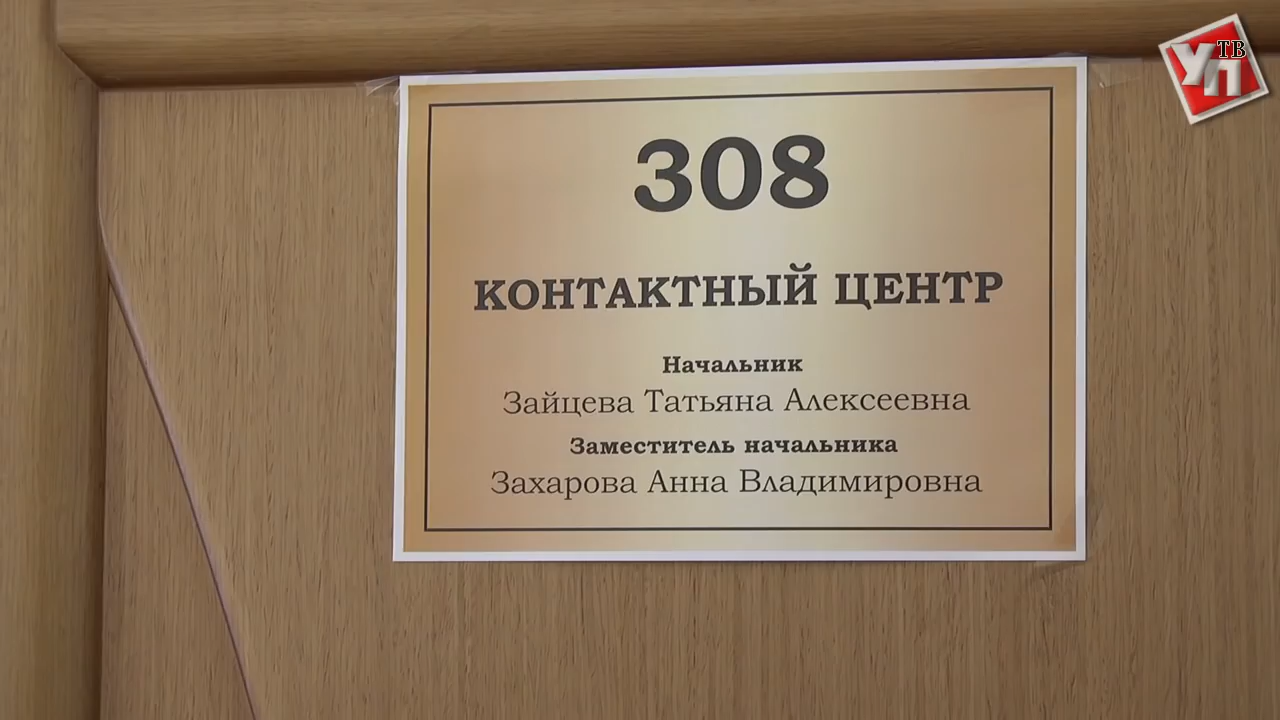 УП ТВ
308
КОНТАКТНЫЙ ЦЕНТР
Начальник
Зайцева Татьяна Алексеевна
Заместитель начальника
Захарова Анна Владимировна